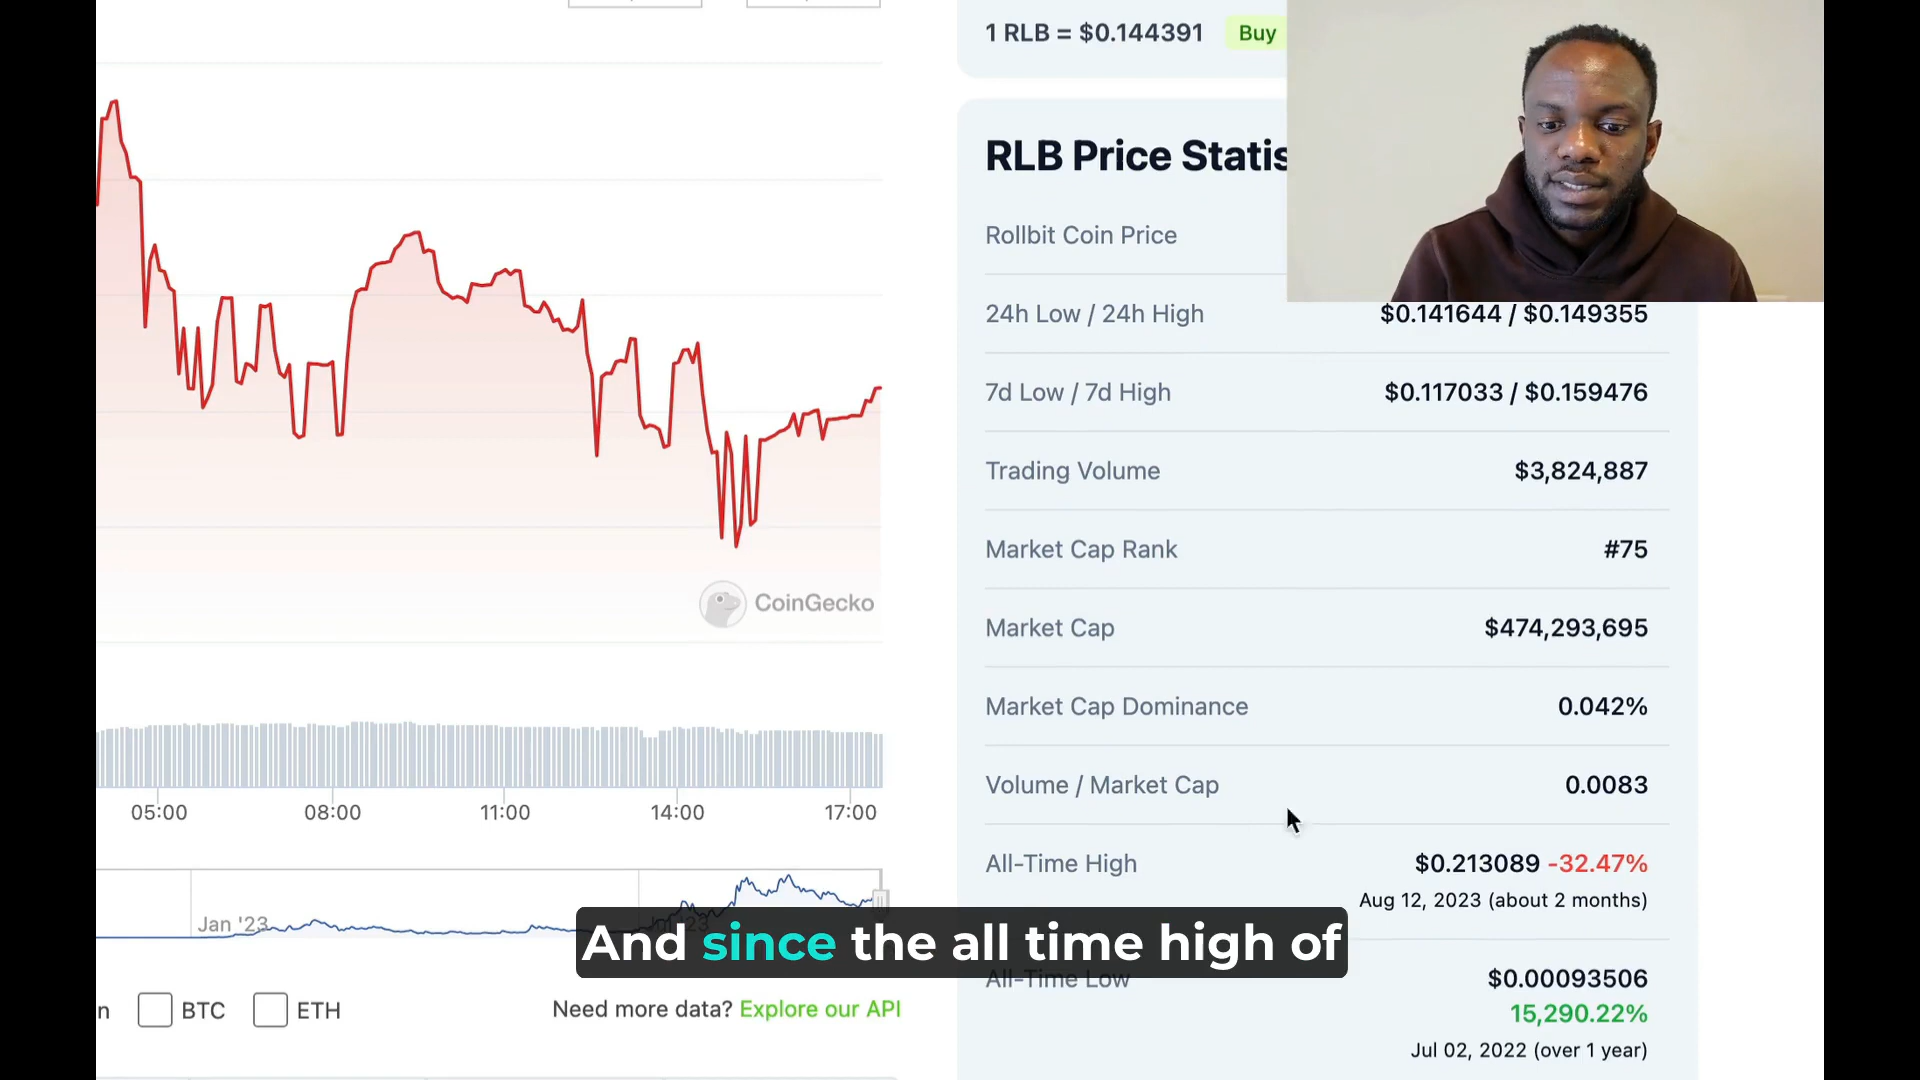 1 RLB = $0.144391 Buy
RLB Price Statis
Rollbit Coin Price
24h Low / 24h High $0.141644 / $0.149355
7d Low / 7d High $0.117033 / $0.159476
Trading Volume $3,824,887
Market Cap Rank #75
Market Cap $474,293,695
Market Cap Dominance 0.042%
Volume / Market Cap 0.0083
All-Time High $0.213089 -32.47%
Aug 12, 2023 (about 2 months)
All-Time Low $0.00093506
15,290.22%
Jul 02, 2022 (over 1 year)
CoinGecko
05:00 08:00 11:00 14:00 17:00
Jan '23
And since the all time high of
n BTC ETH
Need more data? Explore our API